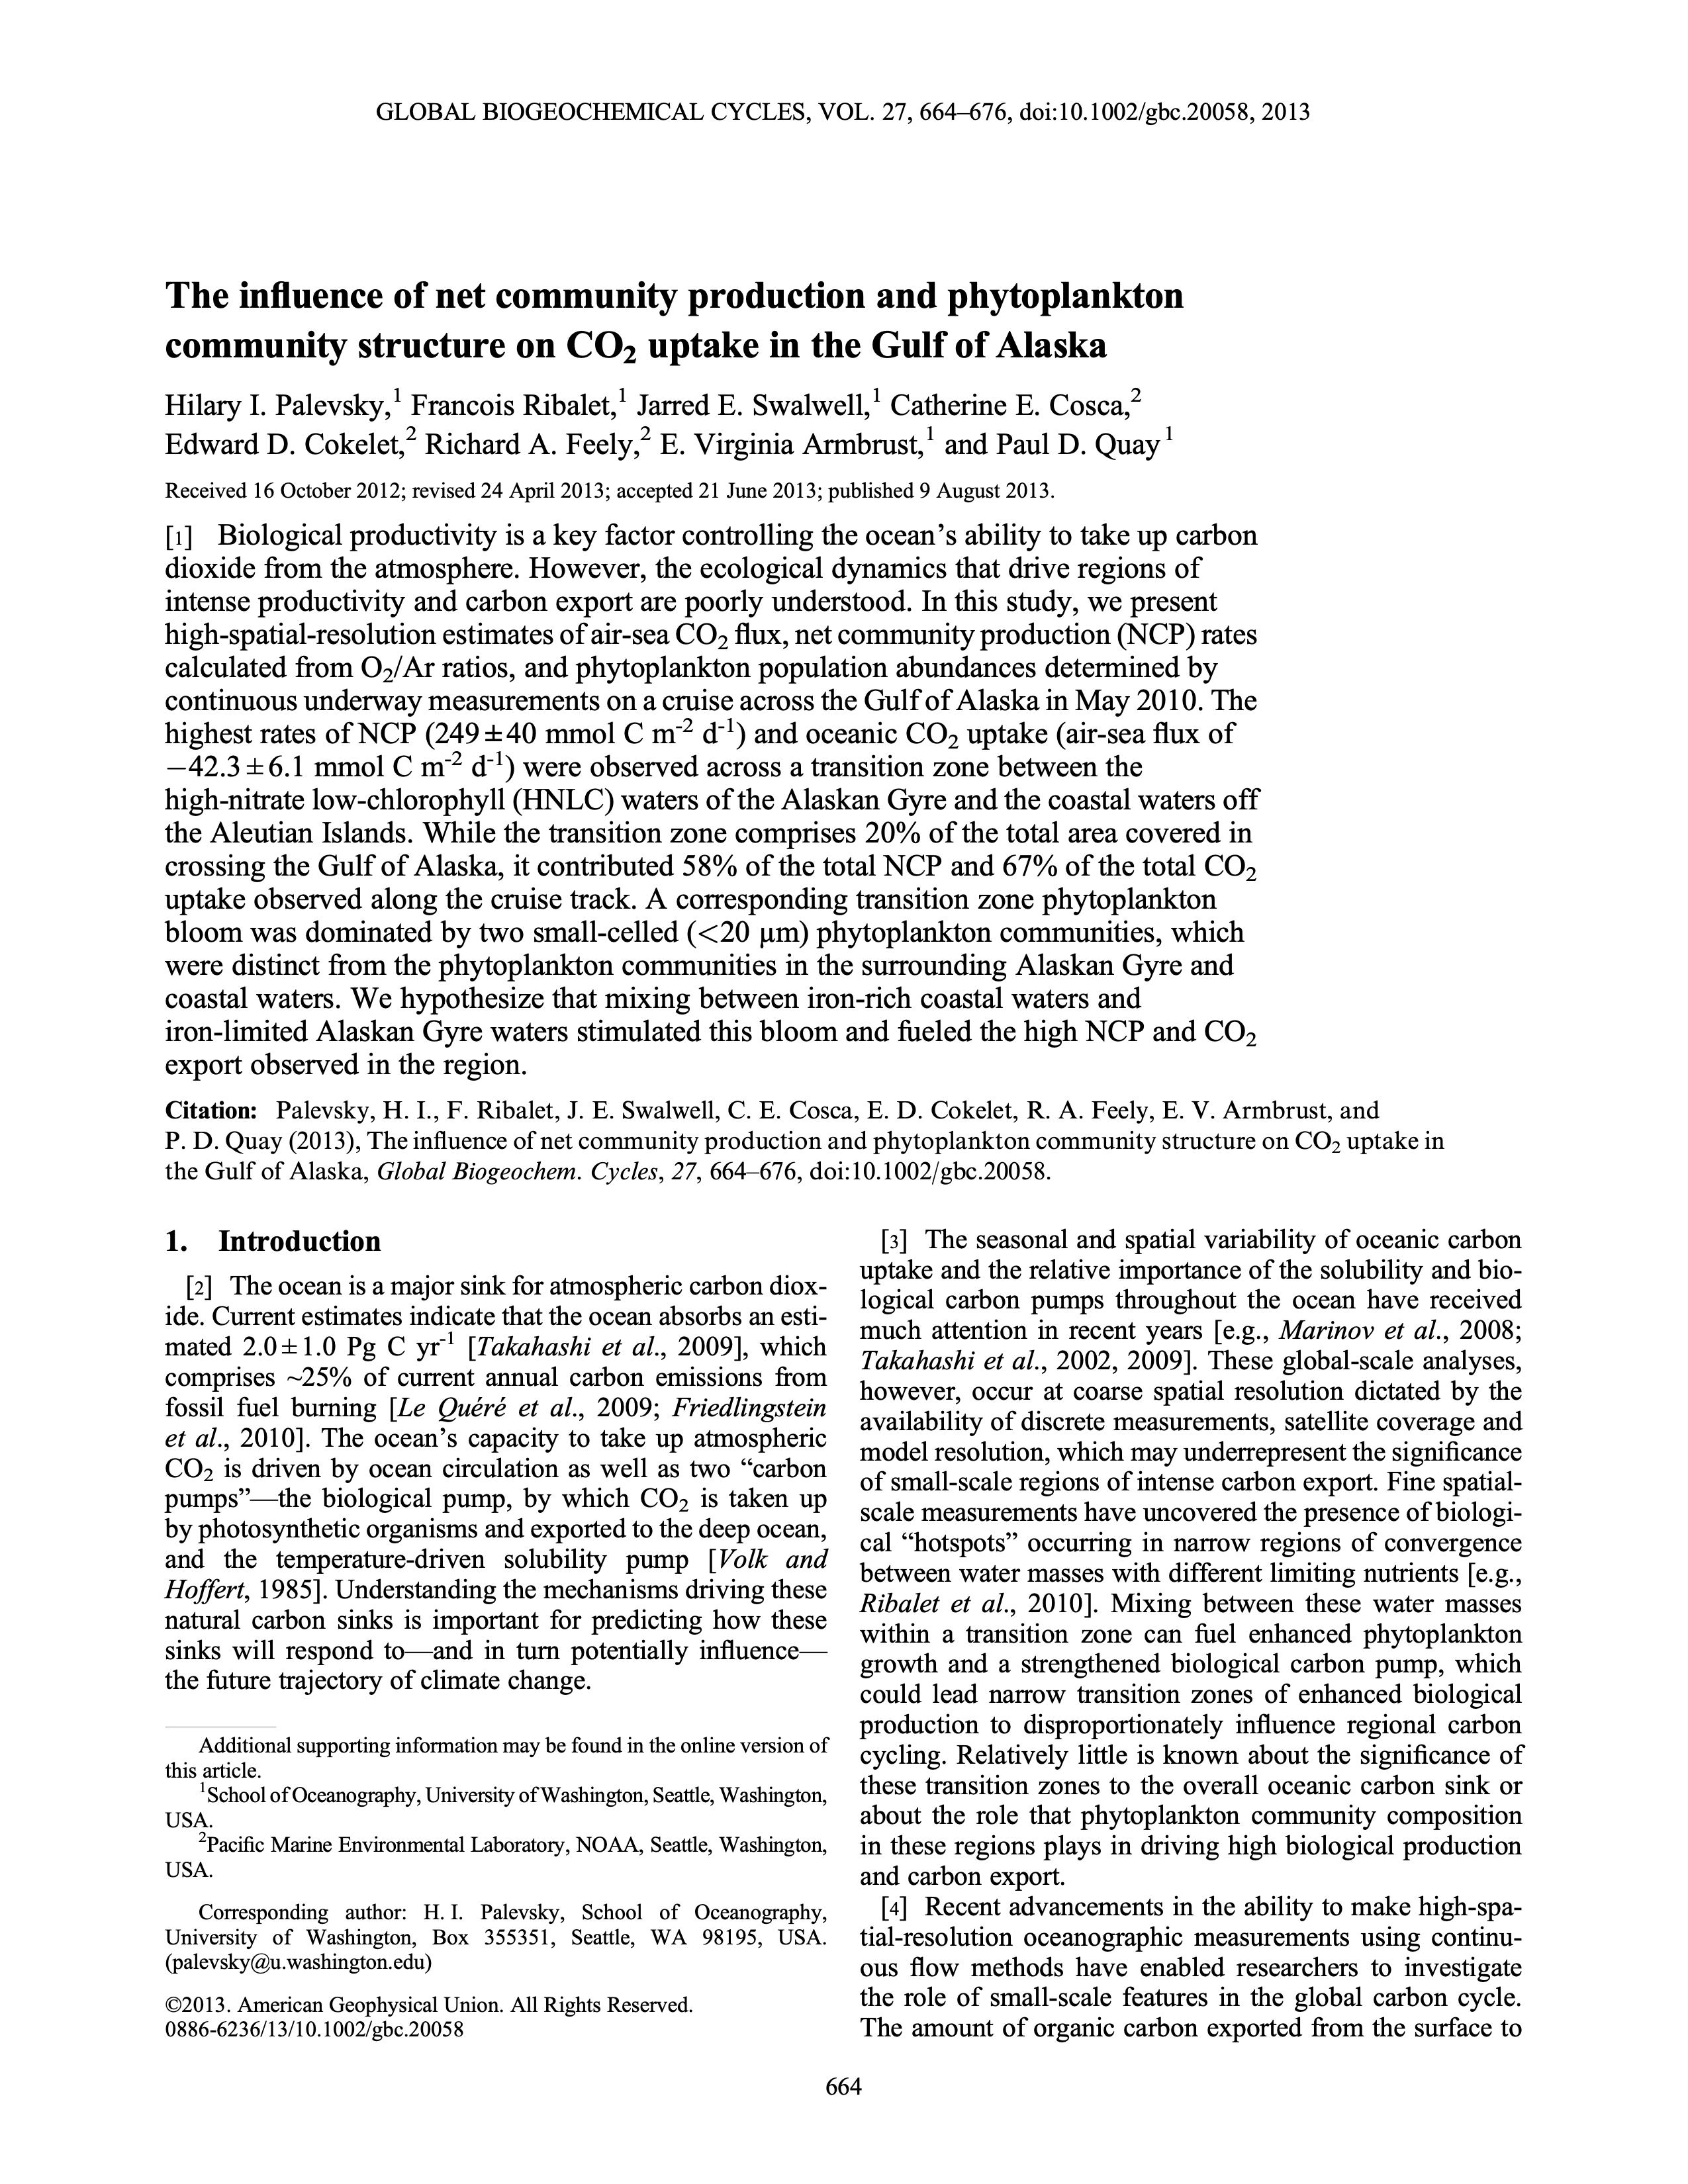 GLOBAL BIOGEOCHEMICAL CYCLES, VOL. 27, 664–676, doi:10.1002/gbc.20058, 2013
The influence of net community production and phytoplankton
community structure on CO2 uptake in the Gulf of Alaska
Hilary I. Palevsky,1 Francois Ribalet,1 Jarred E. Swalwell,1 Catherine E. Cosca,2
Edward D. Cokelet,2 Richard A. Feely,2 E. Virginia Armbrust,1 and Paul D. Quay1
Received 16 October 2012; revised 24 April 2013; accepted 21 June 2013; published 9 August 2013.
[1] Biological productivity is a key factor controlling the ocean’s ability to take up carbon
dioxide from the atmosphere. However, the ecological dynamics that drive regions of
intense productivity and carbon export are poorly understood. In this study, we present
high-spatial-resolution estimates of air-sea CO2 flux, net community production (NCP) rates
calculated from O2/Ar ratios, and phytoplankton population abundances determined by
continuous underway measurements on a cruise across the Gulf of Alaska in May 2010. The
highest rates of NCP (249 ± 40 mmol C m-2 d-1) and oceanic CO2 uptake (air-sea flux of
−42.3 ± 6.1 mmol C m-2 d-1) were observed across a transition zone between the
high-nitrate low-chlorophyll (HNLC) waters of the Alaskan Gyre and the coastal waters off
the Aleutian Islands. While the transition zone comprises 20% of the total area covered in
crossing the Gulf of Alaska, it contributed 58% of the total NCP and 67% of the total CO2
uptake observed along the cruise track. A corresponding transition zone phytoplankton
bloom was dominated by two small-celled (<20 μm) phytoplankton communities, which
were distinct from the phytoplankton communities in the surrounding Alaskan Gyre and
coastal waters. We hypothesize that mixing between iron-rich coastal waters and
iron-limited Alaskan Gyre waters stimulated this bloom and fueled the high NCP and CO2
export observed in the region.
Citation: Palevsky, H. I., F. Ribalet, J. E. Swalwell, C. E. Cosca, E. D. Cokelet, R. A. Feely, E. V. Armbrust, and
P. D. Quay (2013), The influence of net community production and phytoplankton community structure on CO2 uptake in
the Gulf of Alaska, Global Biogeochem. Cycles, 27, 664–676, doi:10.1002/gbc.20058.
1. Introduction
[2] The ocean is a major sink for atmospheric carbon diox-
ide. Current estimates indicate that the ocean absorbs an esti-
mated 2.0 ± 1.0 Pg C yr-1 [Takahashi et al., 2009], which
comprises ~25% of current annual carbon emissions from
fossil fuel burning [Le Quéré et al., 2009; Friedlingstein
et al., 2010]. The ocean’s capacity to take up atmospheric
CO2 is driven by ocean circulation as well as two “carbon
pumps”—the biological pump, by which CO2 is taken up
by photosynthetic organisms and exported to the deep ocean,
and the temperature-driven solubility pump [Volk and
Hoffert, 1985]. Understanding the mechanisms driving these
natural carbon sinks is important for predicting how these
sinks will respond to—and in turn potentially influence—
the future trajectory of climate change.
Additional supporting information may be found in the online version of
this article.
1School of Oceanography, University of Washington, Seattle, Washington,
USA.
2Pacific Marine Environmental Laboratory, NOAA, Seattle, Washington,
USA.
Corresponding author: H. I. Palevsky, School of Oceanography,
University of Washington, Box 355351, Seattle, WA 98195, USA.
(palevsky@u.washington.edu)
©2013. American Geophysical Union. All Rights Reserved.
0886-6236/13/10.1002/gbc.20058
[3] The seasonal and spatial variability of oceanic carbon
uptake and the relative importance of the solubility and bio-
logical carbon pumps throughout the ocean have received
much attention in recent years [e.g., Marinov et al., 2008;
Takahashi et al., 2002, 2009]. These global-scale analyses,
however, occur at coarse spatial resolution dictated by the
availability of discrete measurements, satellite coverage and
model resolution, which may underrepresent the significance
of small-scale regions of intense carbon export. Fine spatial-
scale measurements have uncovered the presence of biologi-
cal “hotspots” occurring in narrow regions of convergence
between water masses with different limiting nutrients [e.g.,
Ribalet et al., 2010]. Mixing between these water masses
within a transition zone can fuel enhanced phytoplankton
growth and a strengthened biological carbon pump, which
could lead narrow transition zones of enhanced biological
production to disproportionately influence regional carbon
cycling. Relatively little is known about the significance of
these transition zones to the overall oceanic carbon sink or
about the role that phytoplankton community composition
in these regions plays in driving high biological production
and carbon export.
[4] Recent advancements in the ability to make high-spa-
tial-resolution oceanographic measurements using continu-
ous flow methods have enabled researchers to investigate
the role of small-scale features in the global carbon cycle.
The amount of organic carbon exported from the surface to
664